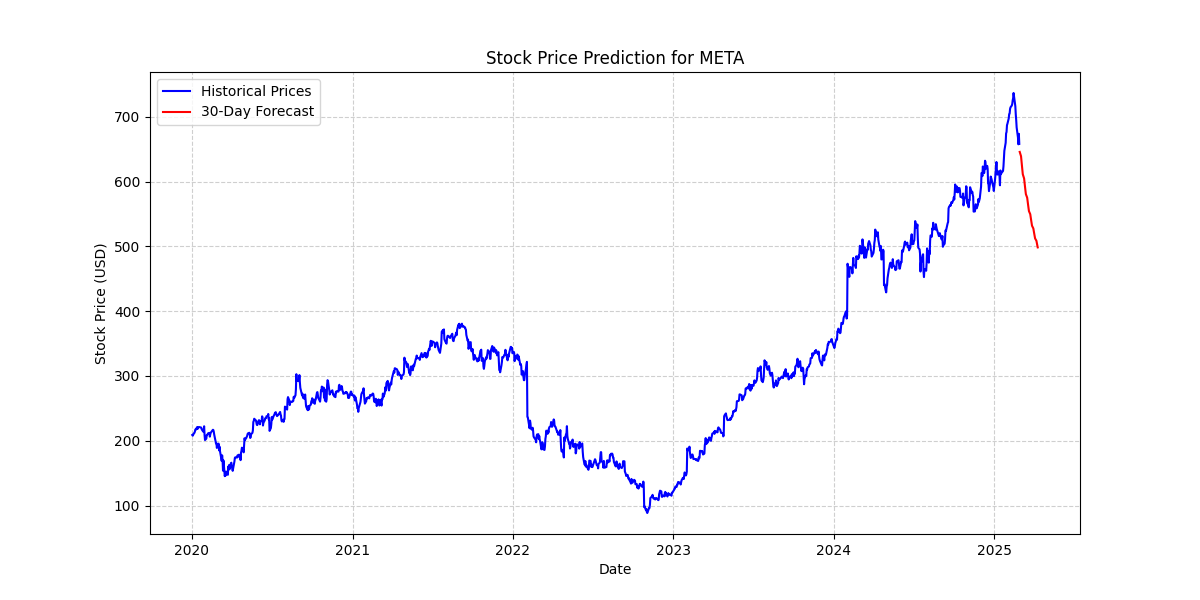 Stock Price Prediction for META
Historical Prices
30-Day Forecast
Stock Price (USD)
700
600
500
400
300
200
100
2020 2021 2022 2023 2024 2025
Date